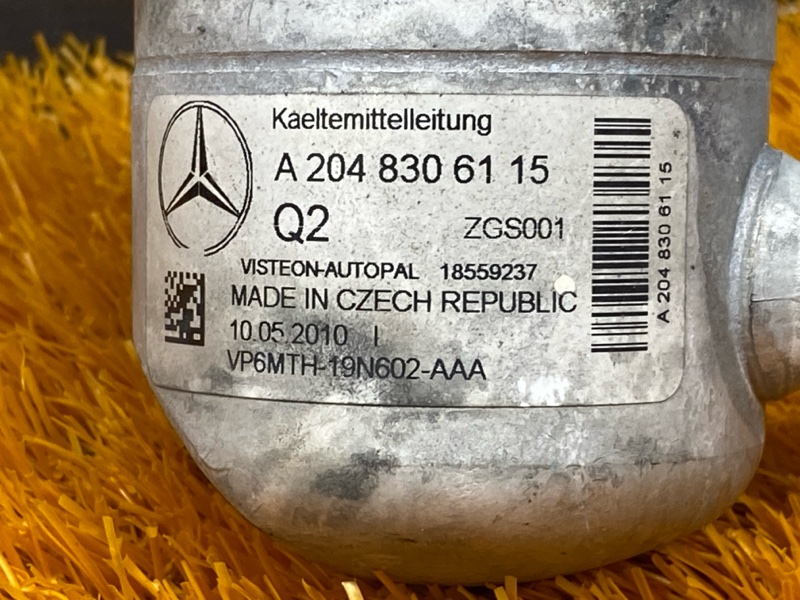 Kaeltemittelleitung
A 204 830 61 15
Q2 ZGS001
VISTEON-AUTOPAL 18559237
MADE IN CZECH REPUBLIC
10.05.2010 I
VP6MTH-19N602-AAA
A 204 830 61 15